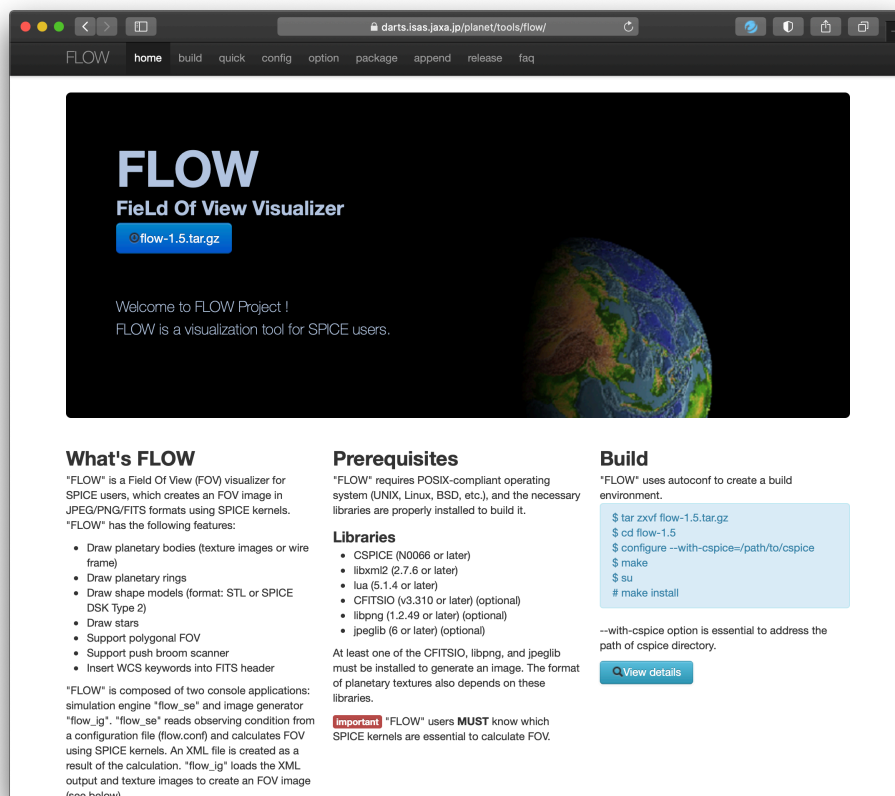 darts.isas.jaxa.jp/planet/tools/flow/
FLOW home build quick config option package append release faq
FLOW
FieLd Of View Visualizer
flow-1.5.tar.gz
Welcome to FLOW Project !
FLOW is a visualization tool for SPICE users.
What's FLOW
"FLOW" is a Field Of View (FOV) visualizer for
SPICE users, which creates an FOV image in
JPEG/PNG/FITS formats using SPICE kernels.
"FLOW" has the following features:
• Draw planetary bodies (texture images or wire
frame)
• Draw planetary rings
• Draw shape models (format: STL or SPICE
DSK Type 2)
• Draw stars
• Support polygonal FOV
• Support push broom scanner
• Insert WCS keywords into FITS header
"FLOW" is composed of two console applications:
simulation engine "flow_se" and image generator
"flow_ig". "flow_se" reads observing condition from
a configuration file (flow.conf) and calculates FOV
using SPICE kernels. An XML file is created as a
result of the calculation. "flow_ig" loads the XML
output and texture images to create an FOV image
(see below)
Prerequisites
"FLOW" requires POSIX-compliant operating
system (UNIX, Linux, BSD, etc.), and the necessary
libraries are properly installed to build it.
Libraries
• CSPICE (N0066 or later)
• libxml2 (2.7.6 or later)
• lua (5.1.4 or later)
• CFITSIO (v3.310 or later) (optional)
• libpng (1.2.49 or later) (optional)
• jpeglib (6 or later) (optional)
At least one of the CFITSIO, libpng, and jpeglib
must be installed to generate an image. The format
of planetary textures also depends on these
libraries.
important "FLOW" users MUST know which
SPICE kernels are essential to calculate FOV.
Build
"FLOW" uses autoconf to create a build
environment.
$ tar zxvf flow-1.5.tar.gz
$ cd flow-1.5
$ configure --with-cspice=/path/to/cspice
$ make
$ su
# make install
--with-cspice option is essential to address the
path of cspice directory.
View details